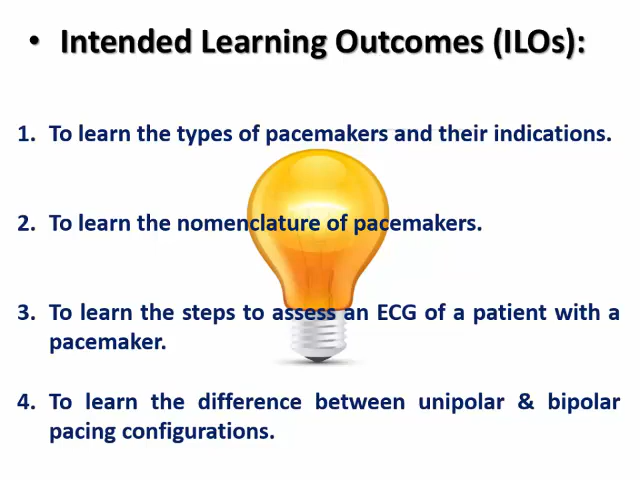 • Intended Learning Outcomes (ILOs):
1. To learn the types of pacemakers and their indications.
2. To learn the nomenclature of pacemakers.
3. To learn the steps to assess an ECG of a patient with a
pacemaker.
4. To learn the difference between unipolar & bipolar
pacing configurations.